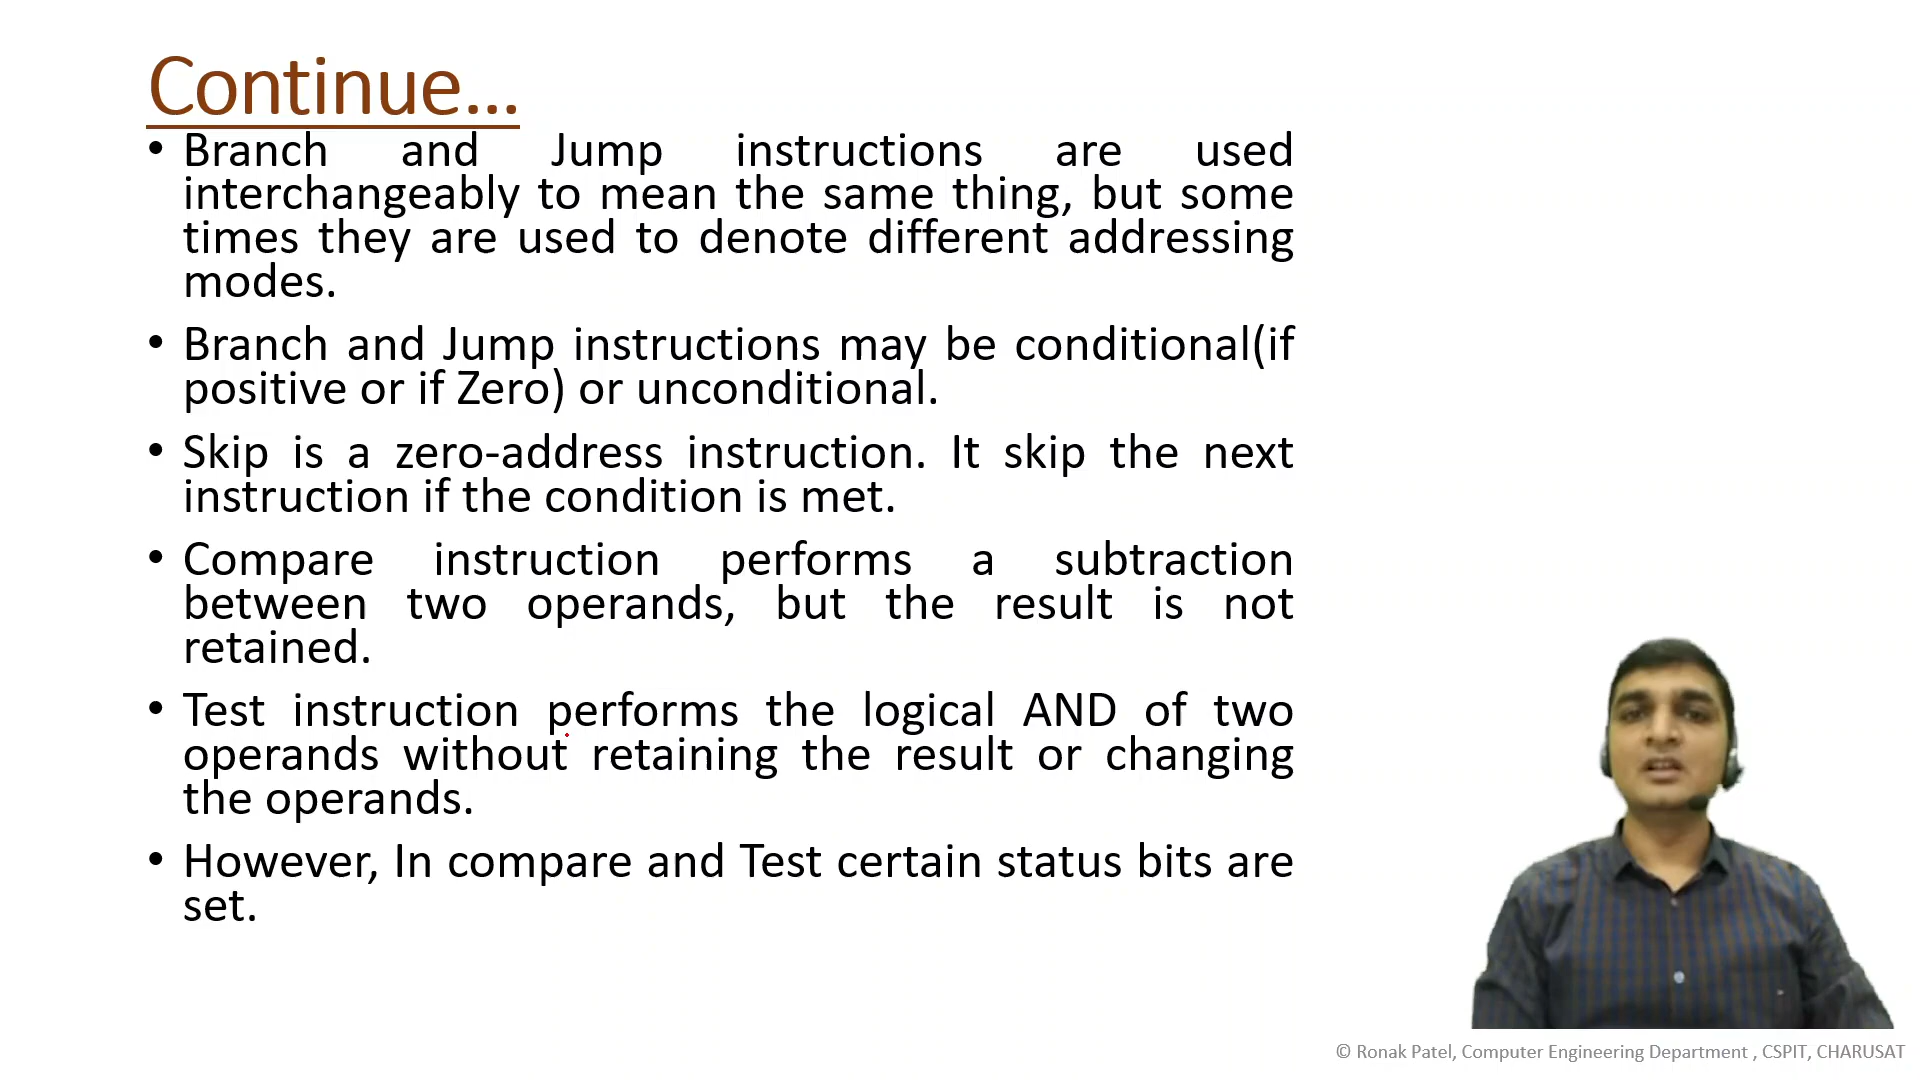 Continue...
• Branch and Jump instructions are used
interchangeably to mean the same thing, but some
times they are used to denote different addressing
modes.
• Branch and Jump instructions may be conditional(if
positive or if Zero) or unconditional.
• Skip is a zero-address instruction. It skip the next
instruction if the condition is met.
• Compare instruction performs a subtraction
between two operands, but the result is not
retained.
• Test instruction performs the logical AND of two
operands without retaining the result or changing
the operands.
• However, In compare and Test certain status bits are
set.
© Ronak Patel, Computer Engineering Department , CSPIT, CHARUSAT